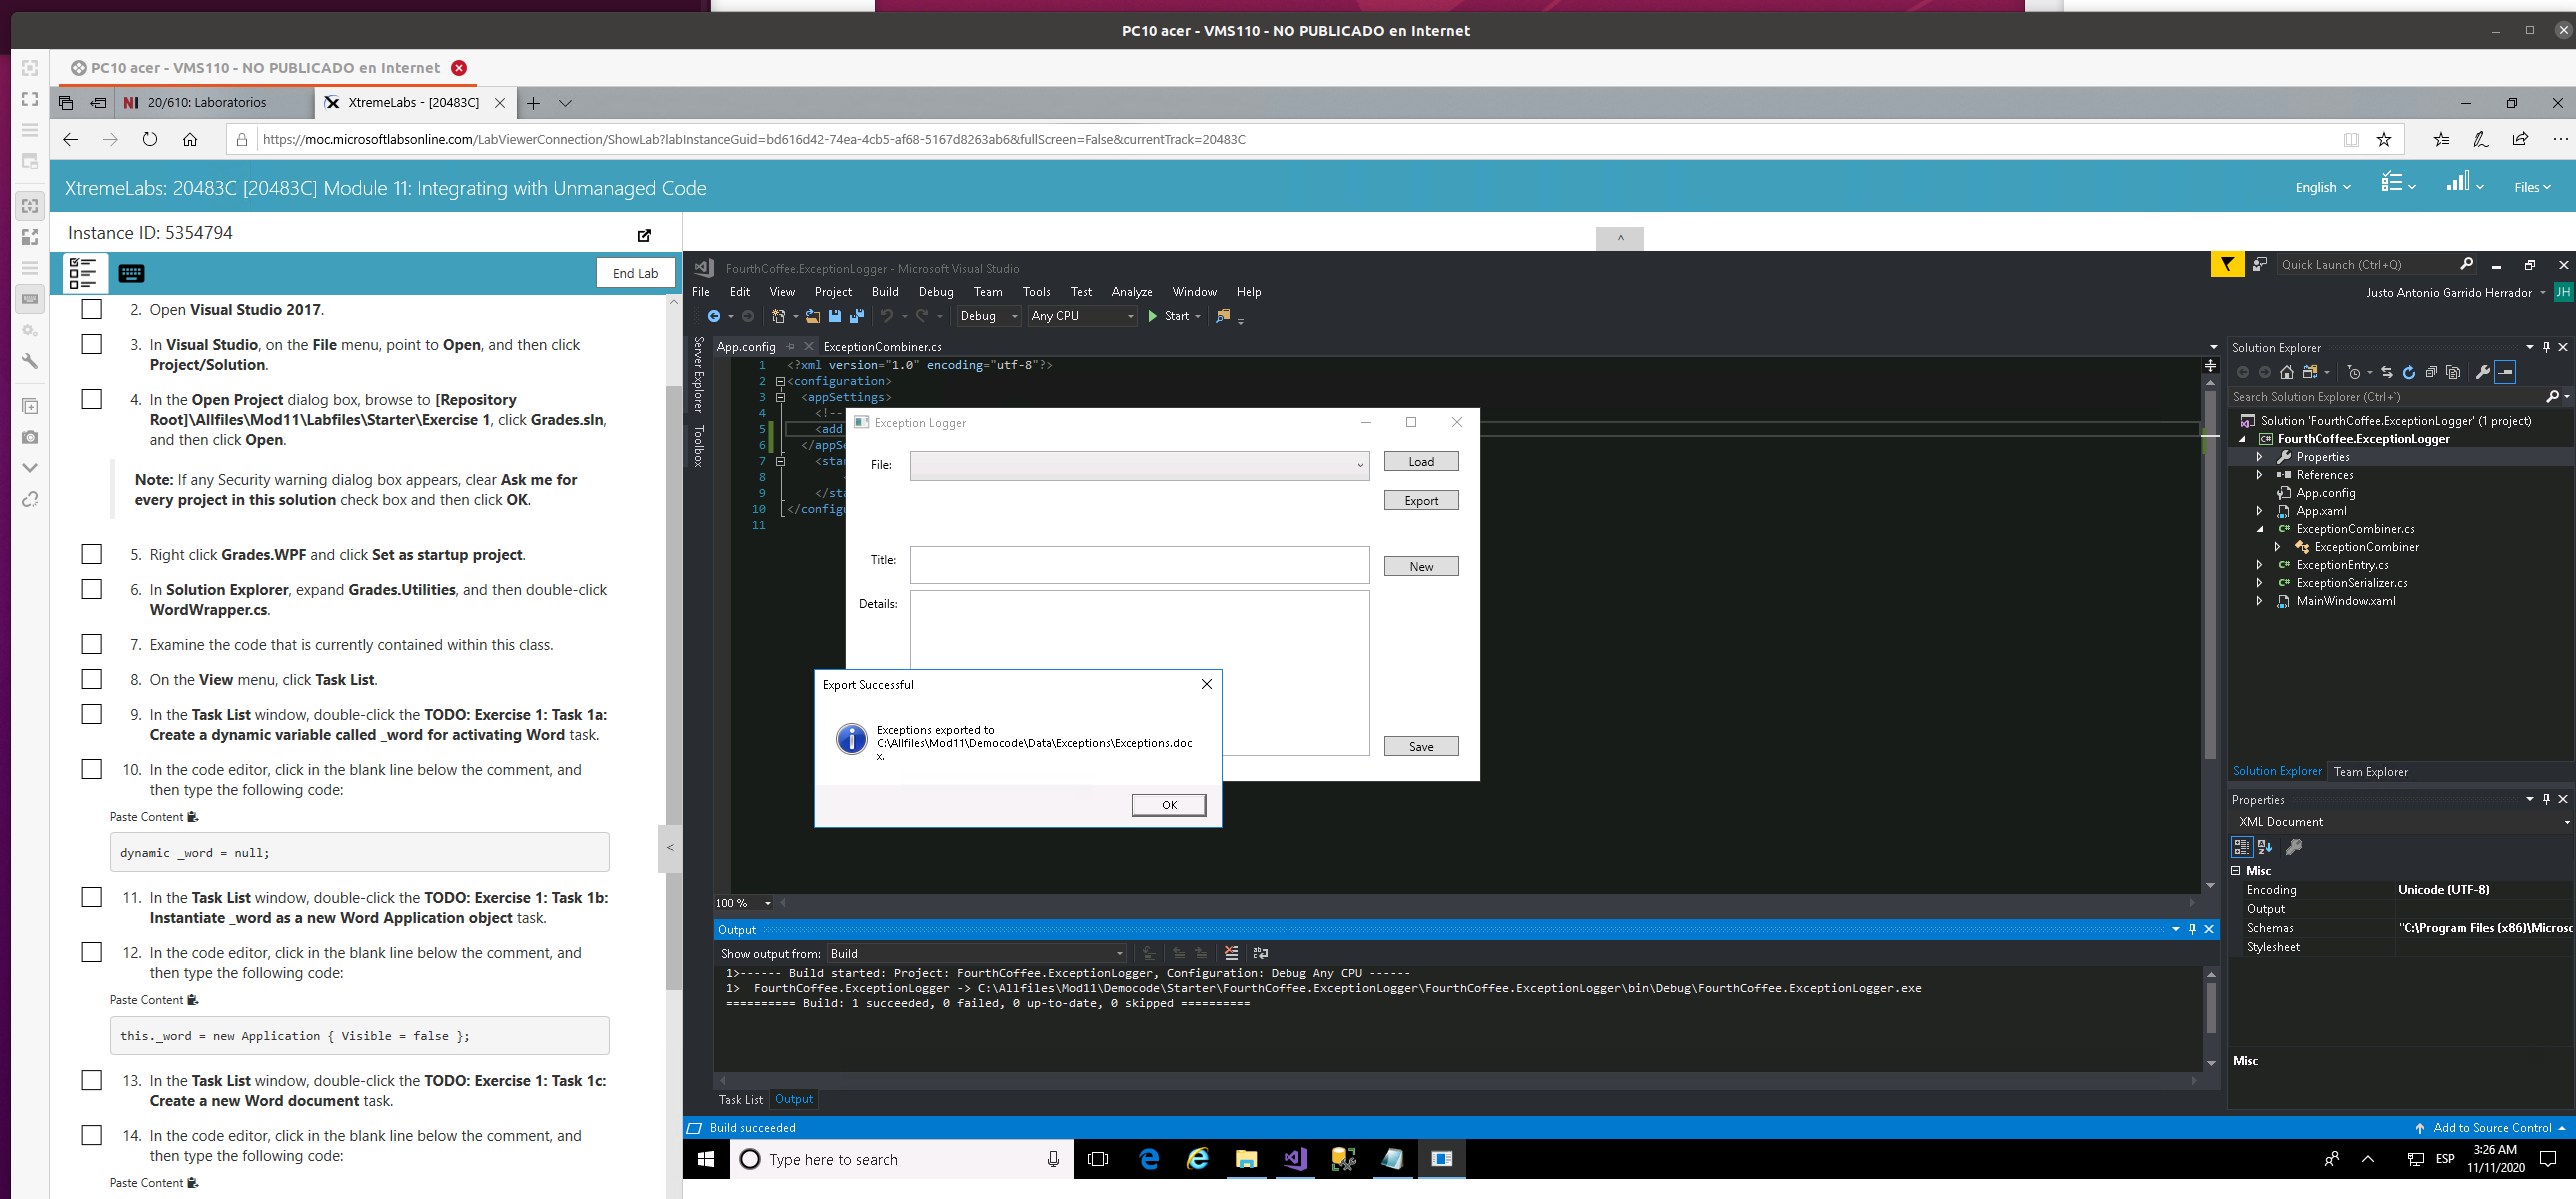 PC10 acer - VMS110 - NO PUBLICADO en Internet
PC10 acer - VMS110 - NO PUBLICADO en Internet
NI 20/610: Laboratorios
XtremeLabs - [20483C]
https://moc.microsoftlabsonline.com/LabViewerConnection/ShowLab?labInstanceGuid=bd616d42-74ea-4cb5-af68-5167d8263ab6&fullScreen=False&currentTrack=20483C
XtremeLabs: 20483C [20483C] Module 11: Integrating with Unmanaged Code
English
Files
Instance ID: 5354794
End Lab
2. Open Visual Studio 2017.
3. In Visual Studio, on the File menu, point to Open, and then click
Project/Solution.
4. In the Open Project dialog box, browse to [Repository
Root]\Allfiles\Mod11\Labfiles\Starter\Exercise 1, click Grades.sln,
and then click Open.
Note: If any Security warning dialog box appears, clear Ask me for
every project in this solution check box and then click OK.
5. Right click Grades.WPF and click Set as startup project.
6. In Solution Explorer, expand Grades.Utilities, and then double-click
WordWrapper.cs.
7. Examine the code that is currently contained within this class.
8. On the View menu, click Task List.
9. In the Task List window, double-click the TODO: Exercise 1: Task 1a:
Create a dynamic variable called _word for activating Word task.
10. In the code editor, click in the blank line below the comment, and
then type the following code:
Paste Content
dynamic _word = null;
11. In the Task List window, double-click the TODO: Exercise 1: Task 1b:
Instantiate _word as a new Word Application object task.
12. In the code editor, click in the blank line below the comment, and
then type the following code:
Paste Content
this._word = new Application { Visible = false };
13. In the Task List window, double-click the TODO: Exercise 1: Task 1c:
Create a new Word document task.
14. In the code editor, click in the blank line below the comment, and
then type the following code:
Paste Content
FourthCoffee.ExceptionLogger - Microsoft Visual Studio
Quick Launch (Ctrl+Q)
File Edit View Project Build Debug Team Tools Test Analyze Window Help
Justo Antonio Garrido Herrador JH
Debug Any CPU Start
Server Explorer
Toolbox
App.config ExceptionCombiner.cs
1 <?xml version="1.0" encoding="utf-8"?>
2 <configuration>
3 <appSettings>
4 <!--
5 <add
6 </appSe
7 <star
8
9 </sta
10 </configu
11
Exception Logger
File: Load
Export
Title: New
Details:
Save
Export Successful
Exceptions exported to
C:\Allfiles\Mod11\Democode\Data\Exceptions\Exceptions.doc
x.
OK
100 %
Output
Show output from: Build
1>------ Build started: Project: FourthCoffee.ExceptionLogger, Configuration: Debug Any CPU ------
1> FourthCoffee.ExceptionLogger -> C:\Allfiles\Mod11\Democode\Starter\FourthCoffee.ExceptionLogger\FourthCoffee.ExceptionLogger\bin\Debug\FourthCoffee.ExceptionLogger.exe
========== Build: 1 succeeded, 0 failed, 0 up-to-date, 0 skipped ==========
Task List Output
Build succeeded
Add to Source Control
Solution Explorer
Search Solution Explorer (Ctrl+`)
Solution 'FourthCoffee.ExceptionLogger' (1 project)
FourthCoffee.ExceptionLogger
Properties
References
App.config
App.xaml
ExceptionCombiner.cs
ExceptionCombiner
ExceptionEntry.cs
ExceptionSerializer.cs
MainWindow.xaml
Solution Explorer Team Explorer
Properties
XML Document
Misc
Encoding Unicode (UTF-8)
Output
Schemas "C:\Program Files (x86)\Microsc
Stylesheet
Misc
Type here to search
ESP
3:26 AM
11/11/2020